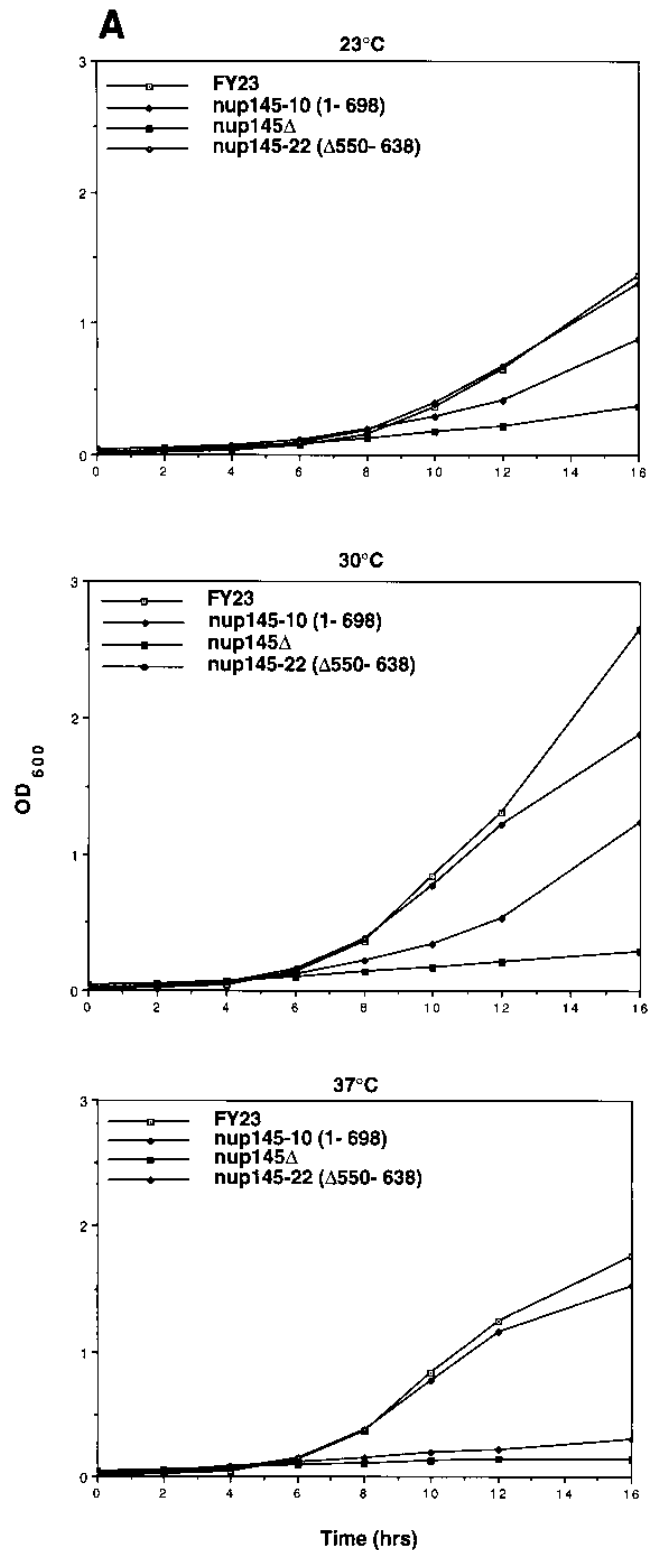 A
23°C
3
FY23
nup145-10 (1- 698)
nup145Δ
nup145-22 (Δ550- 638)
2
1
0
0 2 4 6 8 10 12 14 16
30°C
3
FY23
nup145-10 (1- 698)
nup145Δ
nup145-22 (Δ550- 638)
2
OD 600
1
0
0 2 4 6 8 10 12 14 16
37°C
3
FY23
nup145-10 (1- 698)
nup145Δ
nup145-22 (Δ550- 638)
2
1
0
0 2 4 6 8 10 12 14 16
Time (hrs)